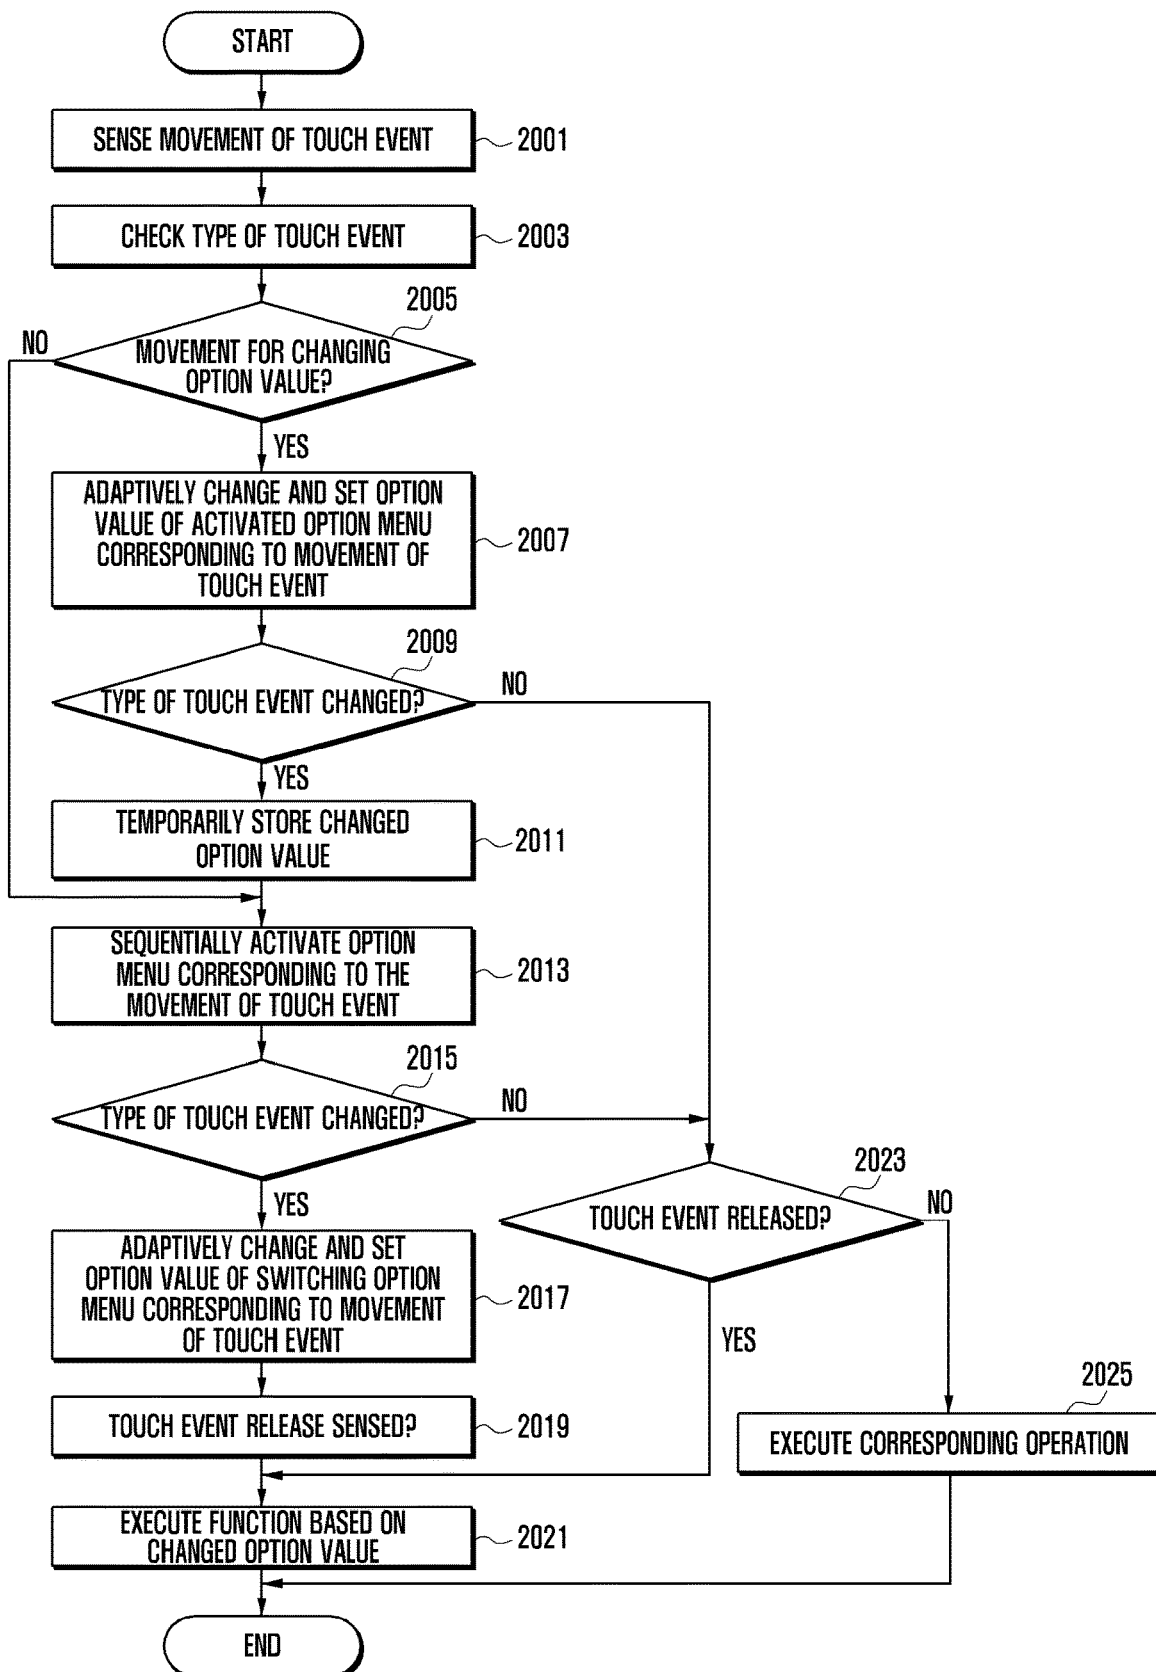 START
SENSE MOVEMENT OF TOUCH EVENT
2001
CHECK TYPE OF TOUCH EVENT
2003
2005
NO
MOVEMENT FOR CHANGING
OPTION VALUE?
YES
ADAPTIVELY CHANGE AND SET OPTION
VALUE OF ACTIVATED OPTION MENU
CORRESPONDING TO MOVEMENT OF
TOUCH EVENT
2007
2009
TYPE OF TOUCH EVENT CHANGED?
NO
YES
TEMPORARILY STORE CHANGED
OPTION VALUE
2011
SEQUENTIALLY ACTIVATE OPTION
MENU CORRESPONDING TO THE
MOVEMENT OF TOUCH EVENT
2013
2015
TYPE OF TOUCH EVENT CHANGED?
NO
YES
2023
TOUCH EVENT RELEASED?
NO
YES
ADAPTIVELY CHANGE AND SET
OPTION VALUE OF SWITCHING OPTION
MENU CORRESPONDING TO MOVEMENT
OF TOUCH EVENT
2017
2025
EXECUTE CORRESPONDING OPERATION
TOUCH EVENT RELEASE SENSED?
2019
EXECUTE FUNCTION BASED ON
CHANGED OPTION VALUE
2021
END